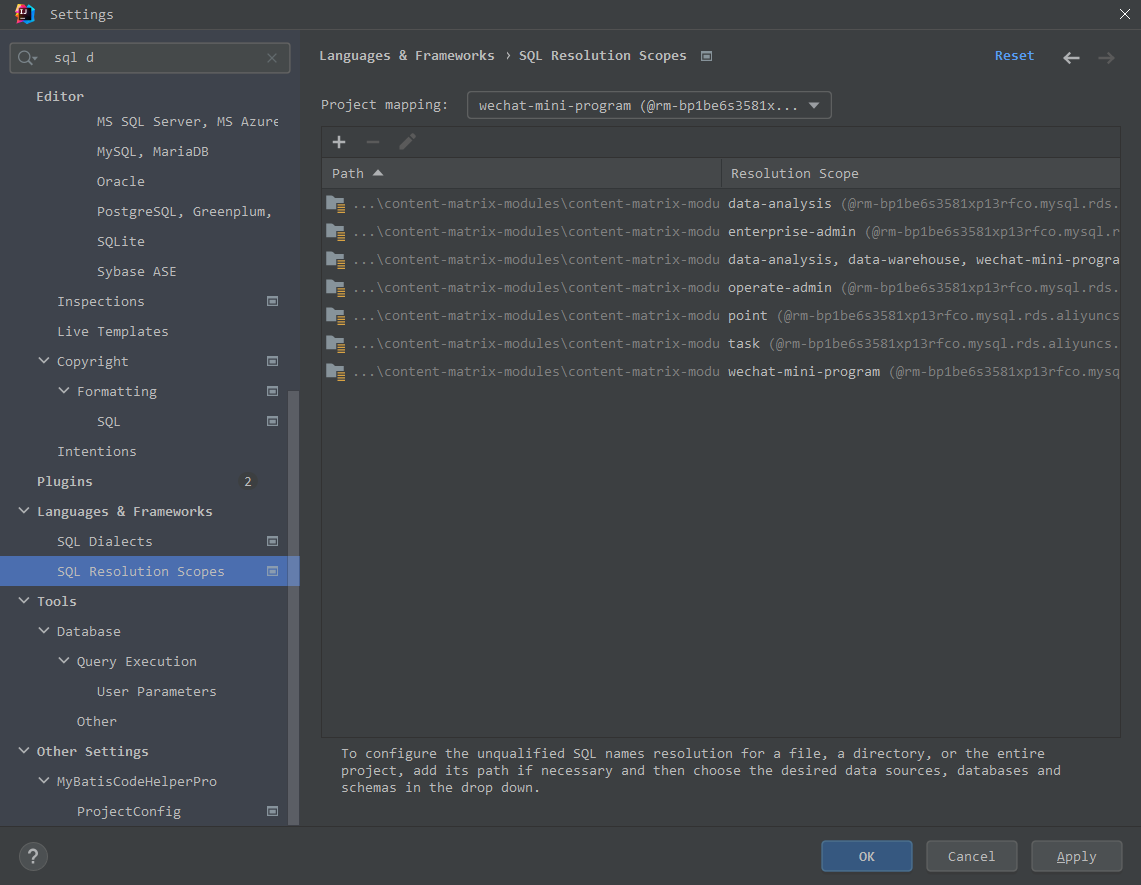 Settings
sql d
Editor
MS SQL Server, MS Azure
MySQL, MariaDB
Oracle
PostgreSQL, Greenplum,
SQLite
Sybase ASE
Inspections
Live Templates
Copyright
Formatting
SQL
Intentions
Plugins 2
Languages & Frameworks
SQL Dialects
SQL Resolution Scopes
Tools
Database
Query Execution
User Parameters
Other
Other Settings
MyBatisCodeHelperPro
ProjectConfig
Languages & Frameworks › SQL Resolution Scopes Reset
Project mapping: wechat-mini-program (@rm-bp1be6s3581x...
Path Resolution Scope
...\content-matrix-modules\content-matrix-modu data-analysis (@rm-bp1be6s3581xp13rfco.mysql.rds.
...\content-matrix-modules\content-matrix-modu enterprise-admin (@rm-bp1be6s3581xp13rfco.mysql.r
...\content-matrix-modules\content-matrix-modu data-analysis, data-warehouse, wechat-mini-progra
...\content-matrix-modules\content-matrix-modu operate-admin (@rm-bp1be6s3581xp13rfco.mysql.rds.
...\content-matrix-modules\content-matrix-modu point (@rm-bp1be6s3581xp13rfco.mysql.rds.aliyuncs
...\content-matrix-modules\content-matrix-modu task (@rm-bp1be6s3581xp13rfco.mysql.rds.aliyuncs.
...\content-matrix-modules\content-matrix-modu wechat-mini-program (@rm-bp1be6s3581xp13rfco.mysq
To configure the unqualified SQL names resolution for a file, a directory, or the entire
project, add its path if necessary and then choose the desired data sources, databases and
schemas in the drop down.
? OK Cancel Apply